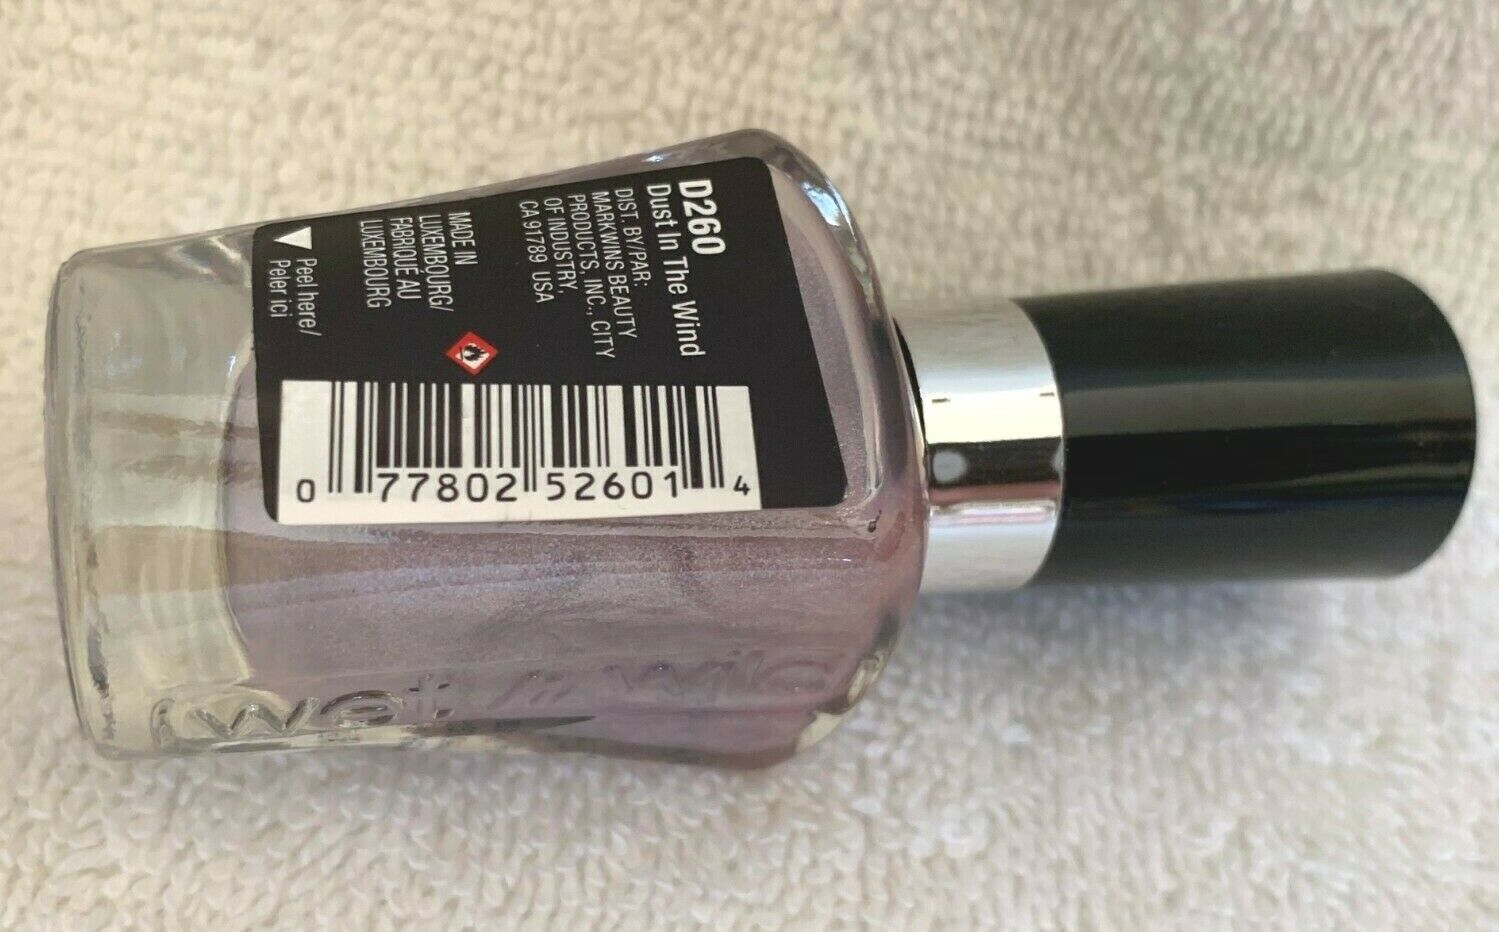 D260
Dust In The Wind
DIST. BY/PAR:
MARKWINS BEAUTY
PRODUCTS, INC., CITY
OF INDUSTRY,
CA 91789 USA
MADE IN
LUXEMBOURG/
FABRIQUÉ AU
LUXEMBOURG
Peel here/
Peler ici
0 77802 52601 4
wet n wild